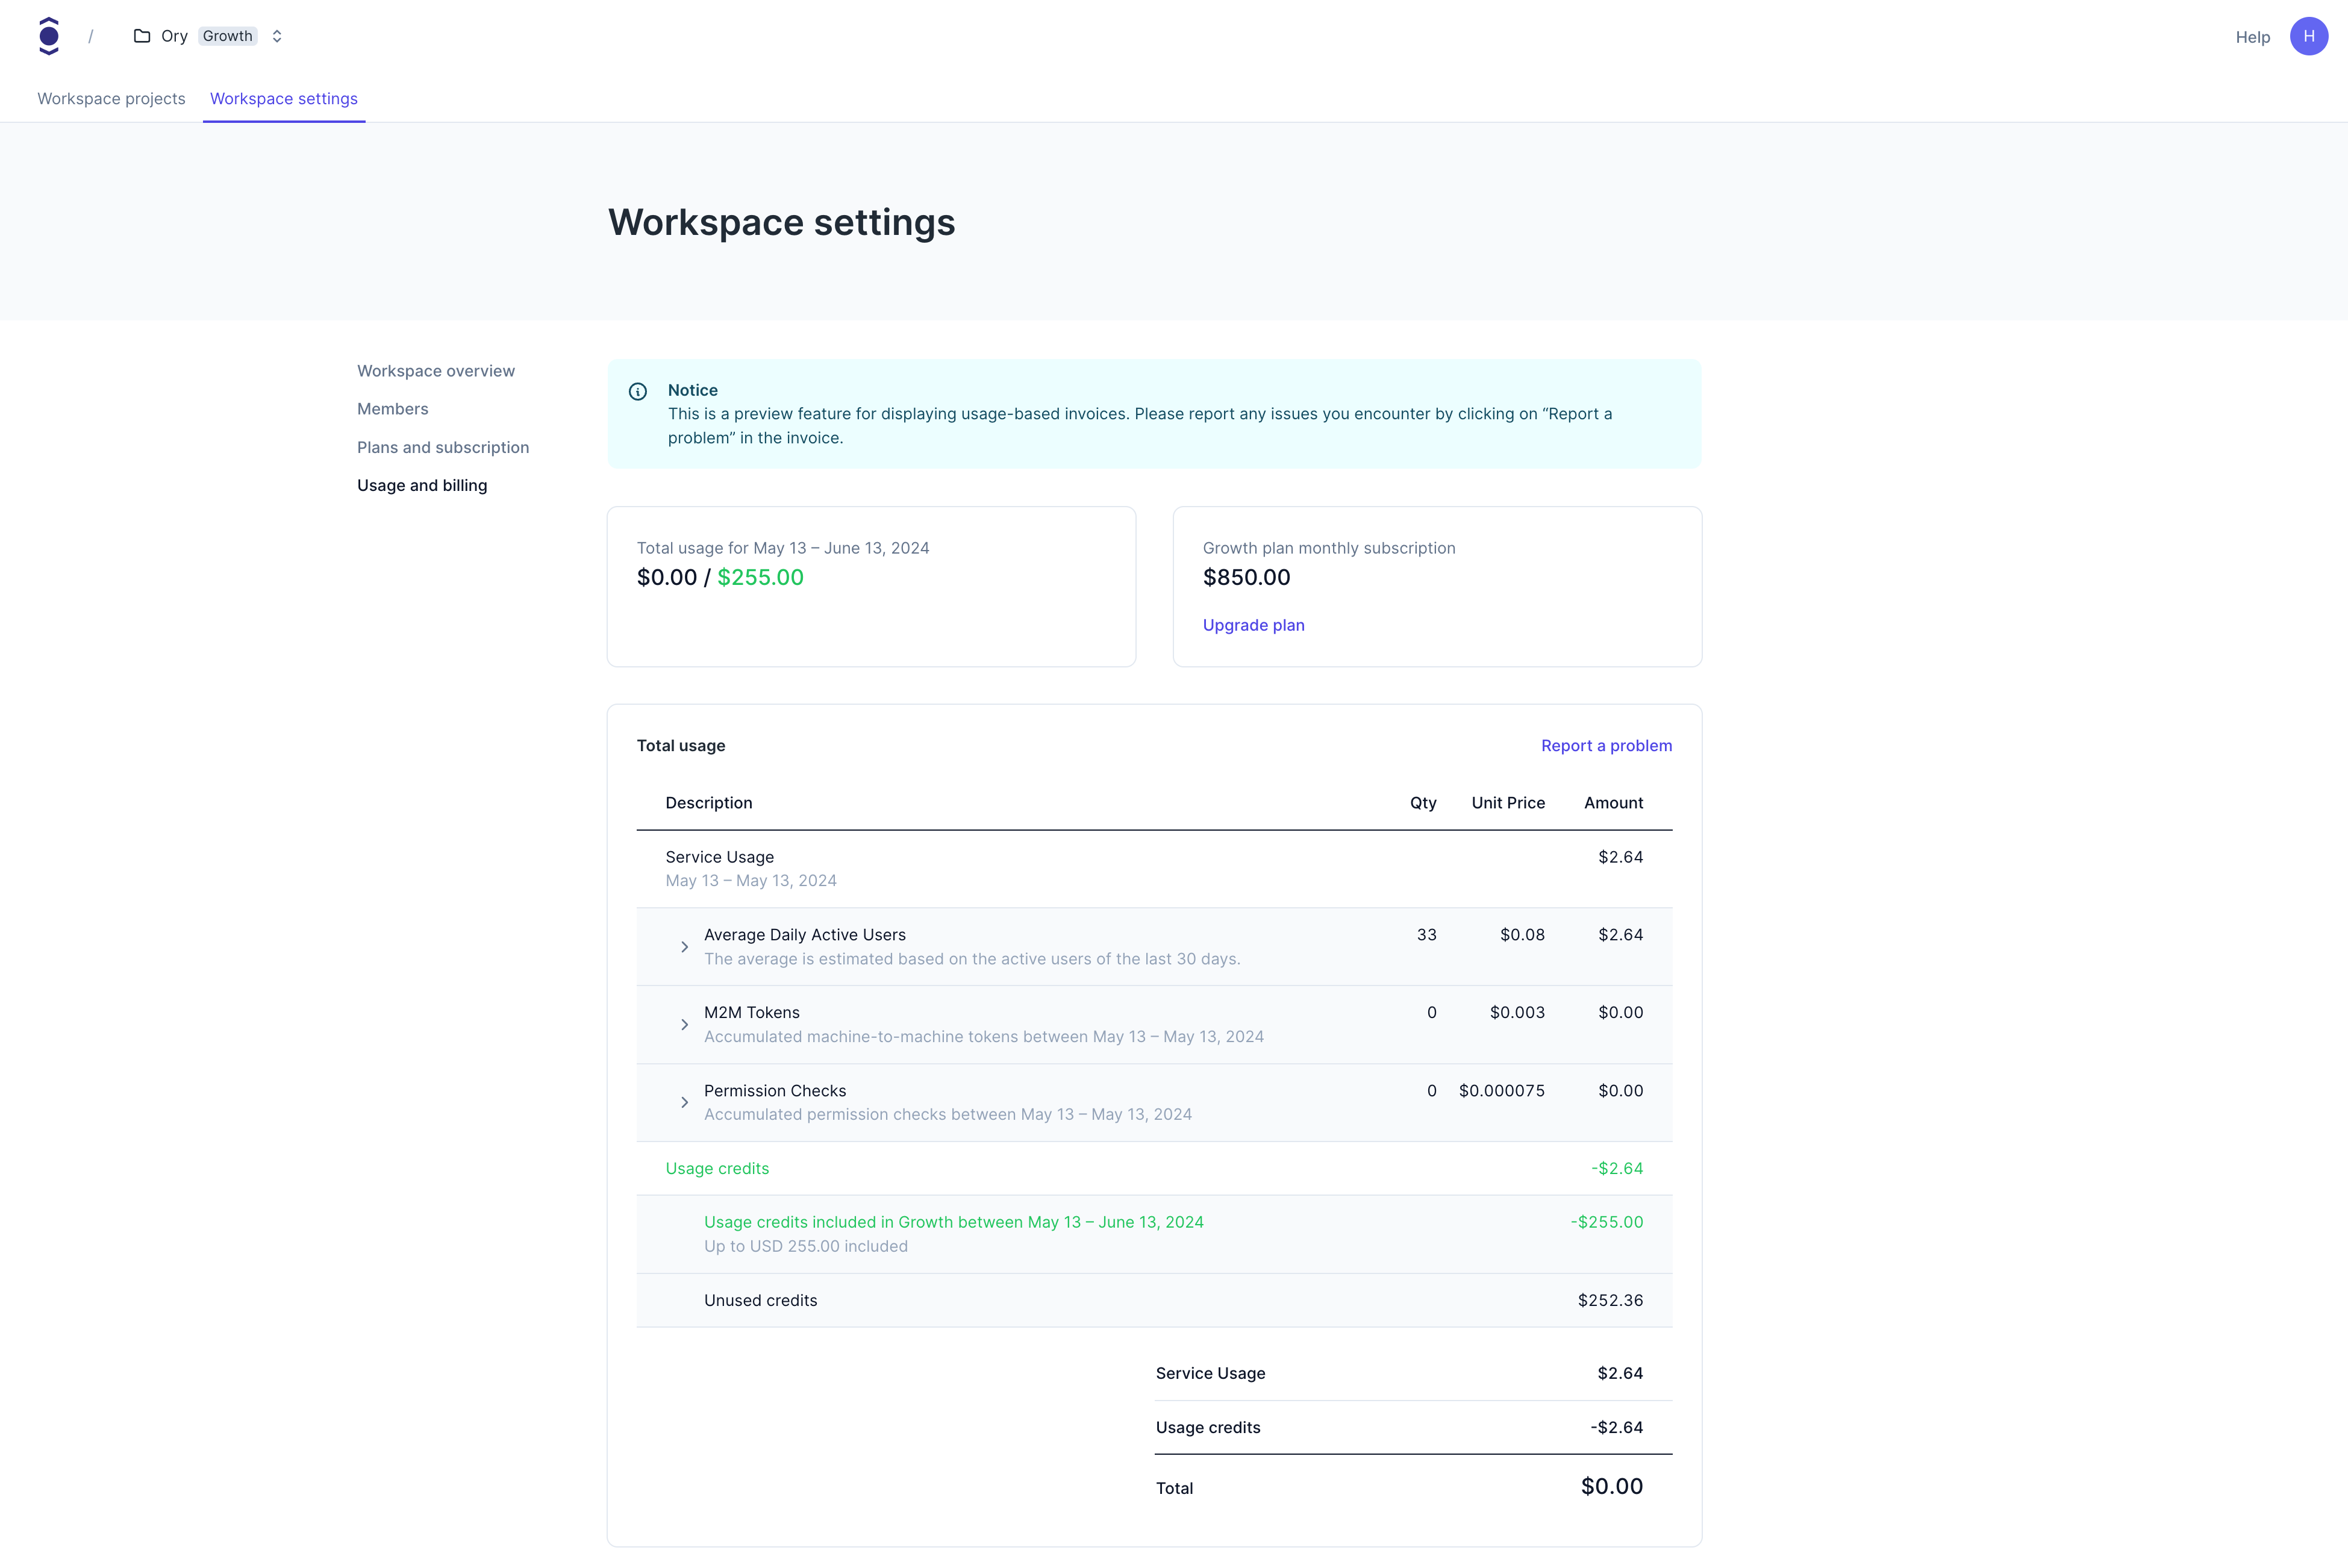 / Ory Growth
Help H
Workspace projects Workspace settings
Workspace settings
Workspace overview
Members
Plans and subscription
Usage and billing
Notice
This is a preview feature for displaying usage-based invoices. Please report any issues you encounter by clicking on “Report a
problem” in the invoice.
Total usage for May 13 – June 13, 2024
$0.00 / $255.00
Growth plan monthly subscription
$850.00
Upgrade plan
Total usage Report a problem
Description Qty Unit Price Amount
Service Usage $2.64
May 13 – May 13, 2024
Average Daily Active Users 33 $0.08 $2.64
The average is estimated based on the active users of the last 30 days.
M2M Tokens 0 $0.003 $0.00
Accumulated machine-to-machine tokens between May 13 – May 13, 2024
Permission Checks 0 $0.000075 $0.00
Accumulated permission checks between May 13 – May 13, 2024
Usage credits -$2.64
Usage credits included in Growth between May 13 – June 13, 2024 -$255.00
Up to USD 255.00 included
Unused credits $252.36
Service Usage $2.64
Usage credits -$2.64
Total $0.00